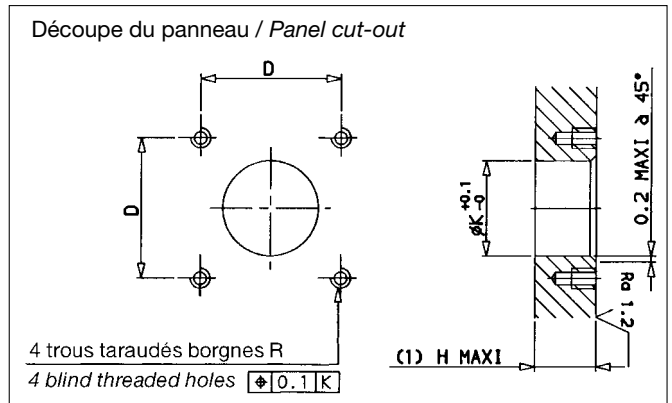 Découpe du panneau / Panel cut-out
D
D
øK +0.1 -0
0.2 MAXI à 45°
Ra 1.2
(1) H MAXI
4 trous taraudés borgnes R
4 blind threaded holes ⌖ 0.1 K